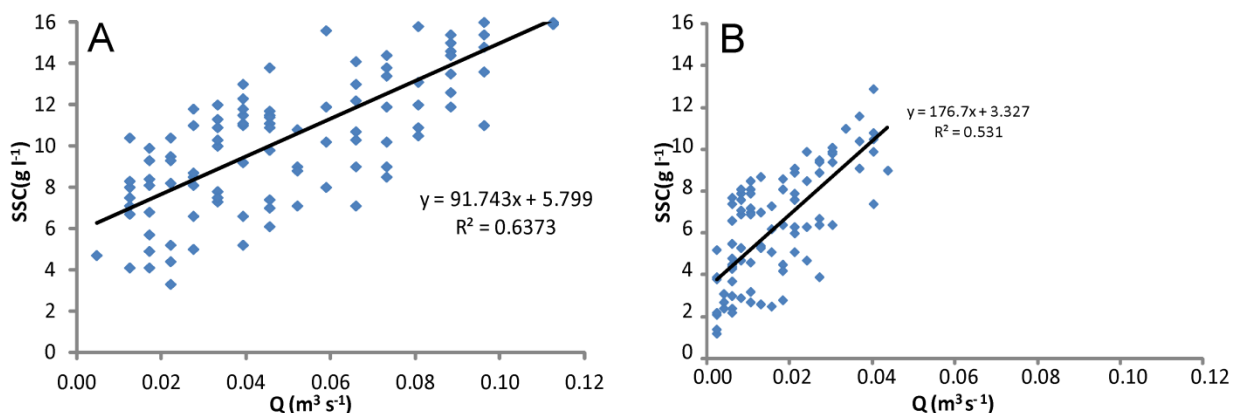 A
16
14
12
10
8
6
4
2
0
SSC(g l⁻¹)
y = 91.743x + 5.799
R² = 0.6373
0.00 0.02 0.04 0.06 0.08 0.10 0.12
Q (m³ s⁻¹)
B
16
14
12
10
8
6
4
2
0
SSC(g l⁻¹)
y = 176.7x + 3.327
R² = 0.531
0.00 0.02 0.04 0.06 0.08 0.10 0.12
Q (m³ s⁻¹)